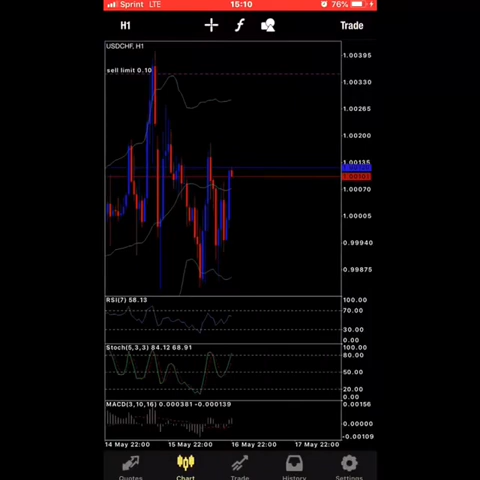 Sprint LTE 15:10 76%
H1 Trade
USDCHF, H1
1.00395
sell limit 0.10
1.00330
1.00265
1.00200
1.00135
1.00070
1.00005
0.99940
0.99875
RSI(7) 58.13 100.00
70.00
30.00
0.00
Stoch(5,3,3) 84.12 68.91 100.00
80.00
50.00
20.00
0.00
MACD(3,10,16) 0.000381 -0.000139 0.00156
0.00000
-0.00109
14 May 22:00 15 May 22:00 16 May 22:00 17 May 22:00
Quotes Chart Trade History Settings